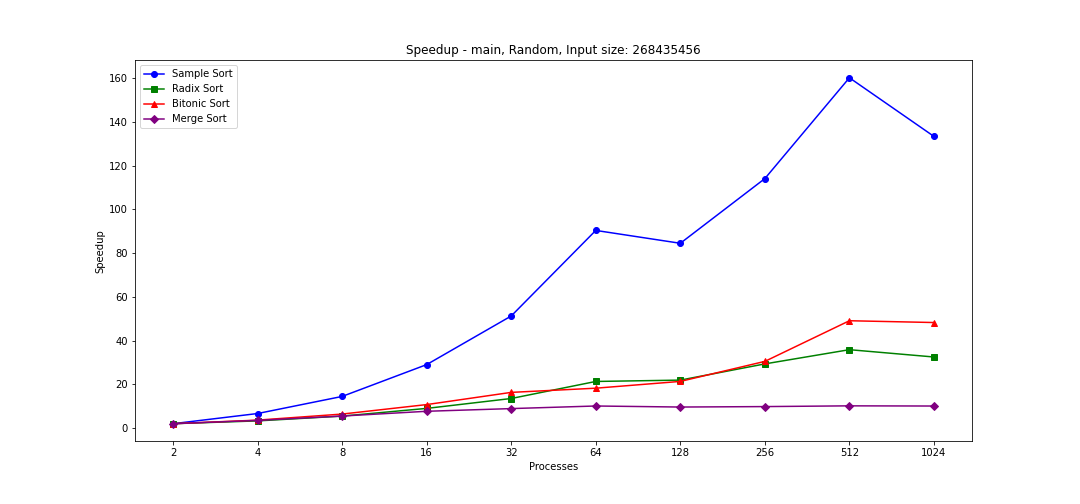 Speedup - main, Random, Input size: 268435456
Sample Sort
Radix Sort
Bitonic Sort
Merge Sort
160
140
120
100
80
60
40
20
0
Speedup
2 4 8 16 32 64 128 256 512 1024
Processes